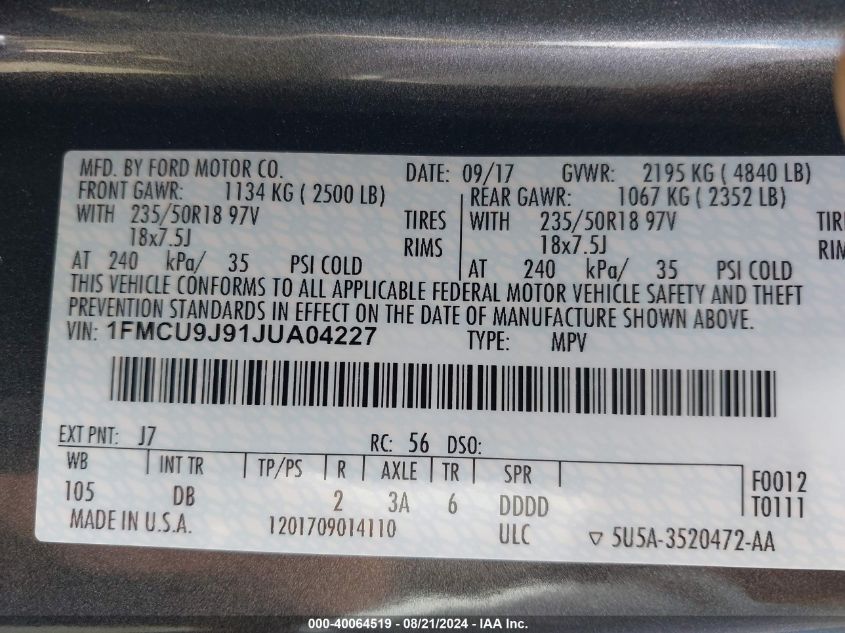 MFD. BY FORD MOTOR CO. DATE: 09/17 GVWR: 2195 KG ( 4840 LB)
FRONT GAWR: 1134 KG ( 2500 LB) REAR GAWR: 1067 KG ( 2352 LB)
WITH 235/50R18 97V TIRES WITH 235/50R18 97V
18x7.5J RIMS 18x7.5J
AT 240 kPa/ 35 PSI COLD AT 240 kPa/ 35 PSI COLD
THIS VEHICLE CONFORMS TO ALL APPLICABLE FEDERAL MOTOR VEHICLE SAFETY AND THEFT
PREVENTION STANDARDS IN EFFECT ON THE DATE OF MANUFACTURE SHOWN ABOVE.
VIN: 1FMCU9J91JUA04227 TYPE: MPV
EXT PNT: J7 RC: 56 DSO:
WB INT TR TP/PS R AXLE TR SPR F0012
105 DB 2 3A 6 DDDD T0111
MADE IN U.S.A. 1201709014110 ULC ▽ 5U5A-3520472-AA
000-40064519 - 08/21/2024 - IAA Inc.